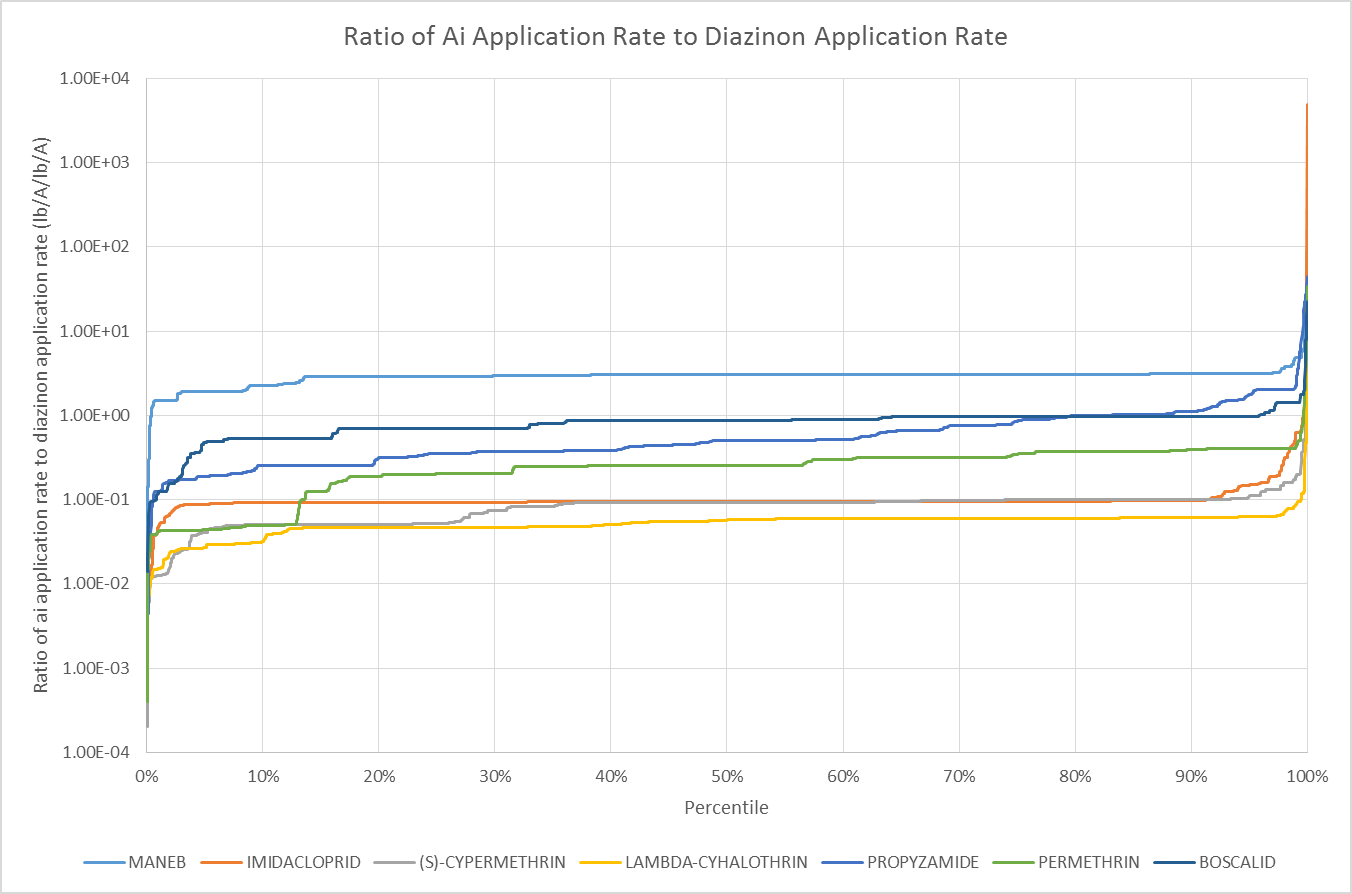 Ratio of Ai Application Rate to Diazinon Application Rate
Ratio of ai application rate to diazinon application rate (lb/A/lb/A)
1.00E+04
1.00E+03
1.00E+02
1.00E+01
1.00E+00
1.00E-01
1.00E-02
1.00E-03
1.00E-04
0% 10% 20% 30% 40% 50% 60% 70% 80% 90% 100%
Percentile
MANEB IMIDACLOPRID (S)-CYPERMETHRIN LAMBDA-CYHALOTHRIN PROPYZAMIDE PERMETHRIN BOSCALID